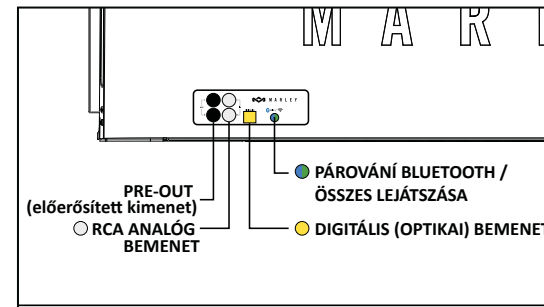 MAR
MARLEY
PÁROVÁNÍ BLUETOOTH /
ÖSSZES LEJÁTSZÁSA
PRE-OUT
(előerősített kimenet)
RCA ANALÓG
BEMENET
DIGITÁLIS (OPTIKAI) BEMENET